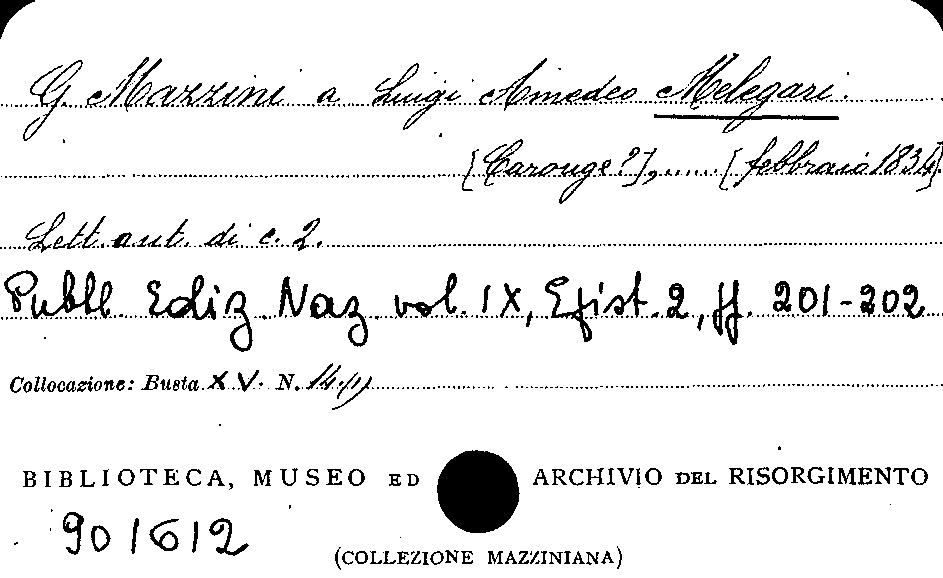 G. Mazzini a Luigi Amedeo Melegari.
[Carouge?],...... [febbraio 1834].
Lett. aut. di c. 2.
Pubbl. Ediz. Naz. vol. IX, Epist. 2, pp. 201-202
Collocazione: Busta XV. N. 14
BIBLIOTECA, MUSEO ED ARCHIVIO DEL RISORGIMENTO
901612
(COLLEZIONE MAZZINIANA)